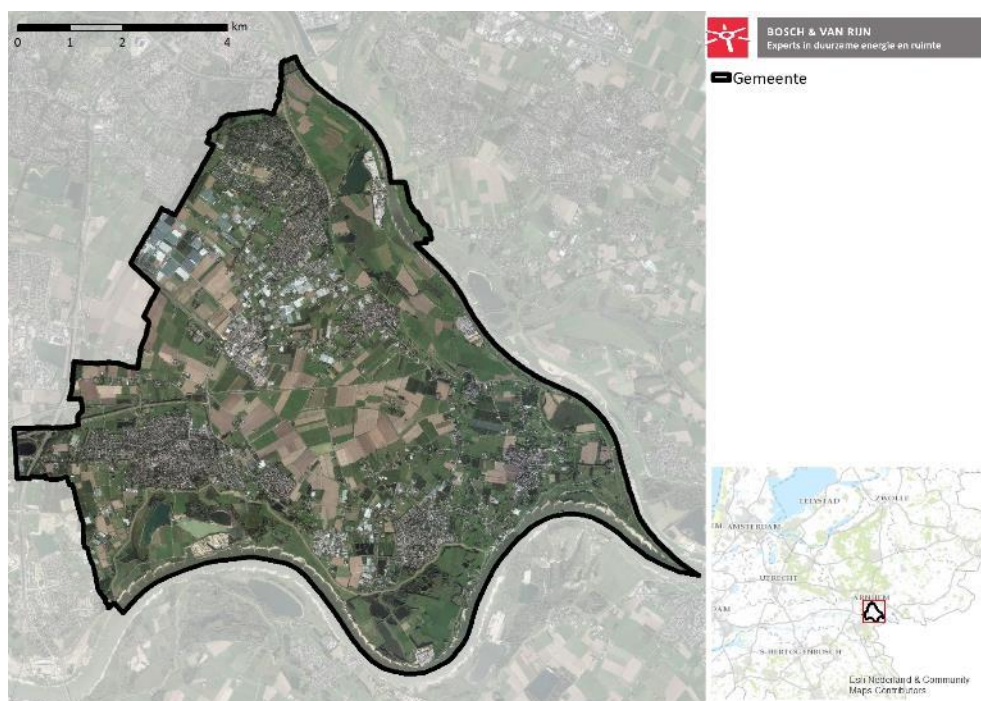 km
0 1 2 4
BOSCH & VAN RIJN
Experts in duurzame energie en ruimte
Gemeente
LELYSTAD
ZWOLLE
AMSTERDAM
UTRECHT
ARNHEM
DAM
'S-HERTOGENBOSCH
Esri Nederland & Community
Maps Contributors